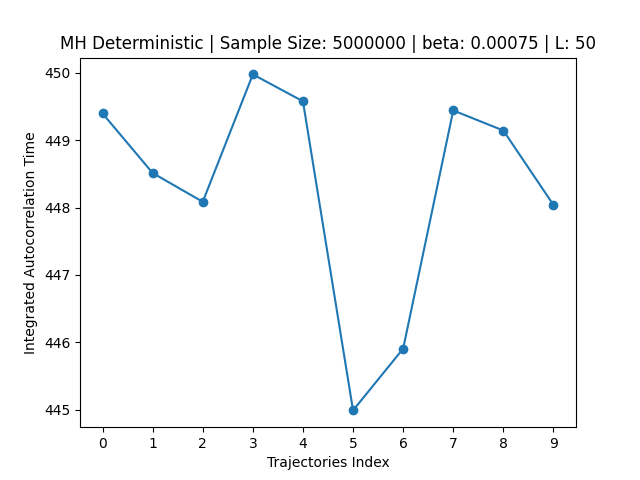 MH Deterministic | Sample Size: 5000000 | beta: 0.00075 | L: 50
450
449
448
447
446
445
Integrated Autocorrelation Time
0 1 2 3 4 5 6 7 8 9
Trajectories Index